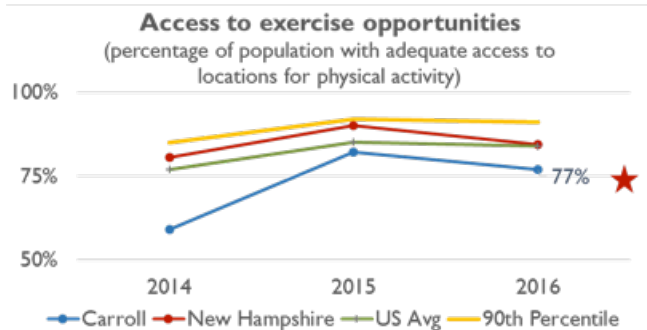 Access to exercise opportunities
(percentage of population with adequate access to
locations for physical activity)
100%
75%
50%
77%
2014 2015 2016
Carroll New Hampshire US Avg 90th Percentile